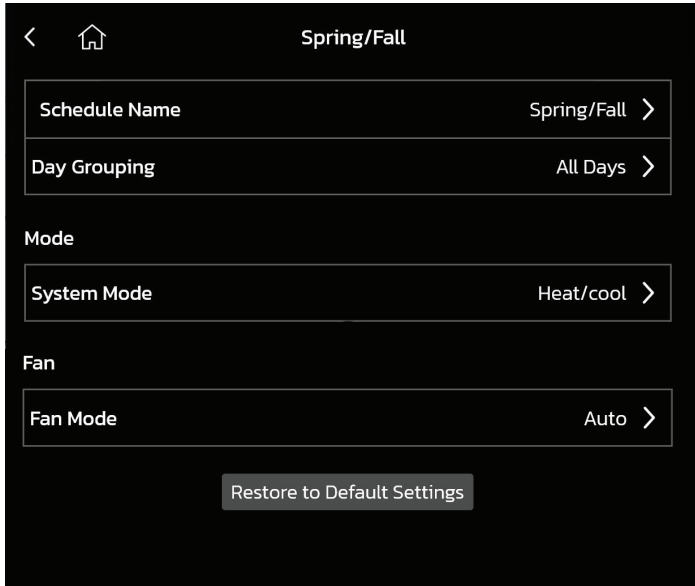 Spring/Fall
Schedule Name Spring/Fall
Day Grouping All Days
Mode
System Mode Heat/cool
Fan
Fan Mode Auto
Restore to Default Settings